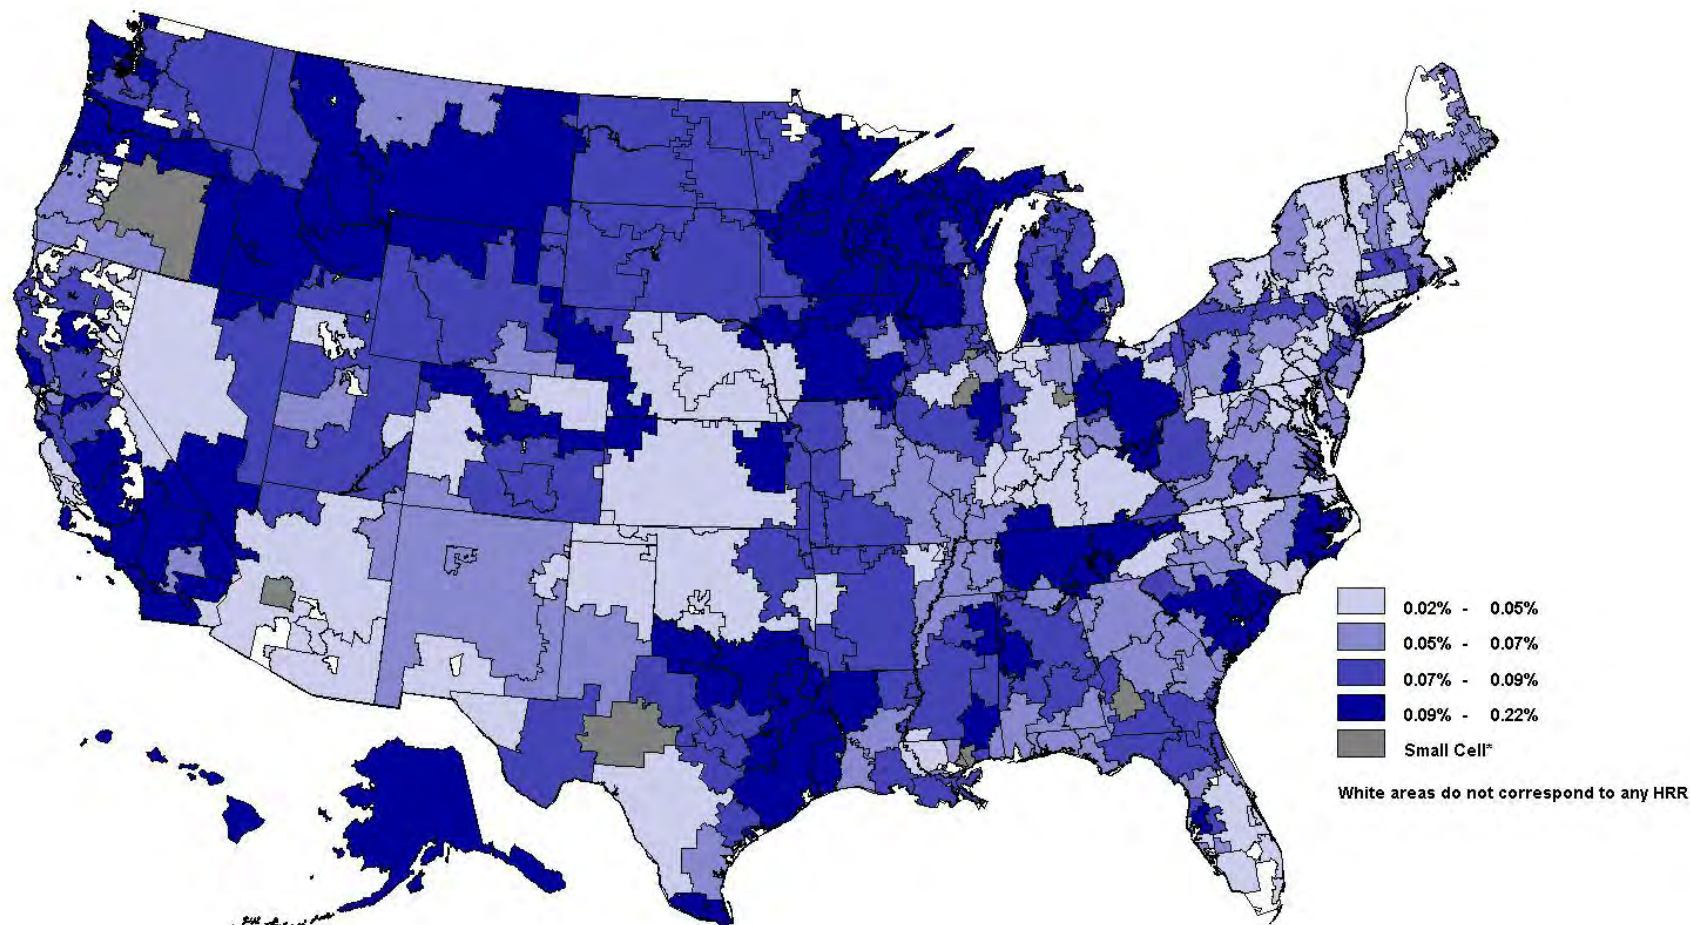 0.02% - 0.05%
0.05% - 0.07%
0.07% - 0.09%
0.09% - 0.22%
Small Cell*
White areas do not correspond to any HRR